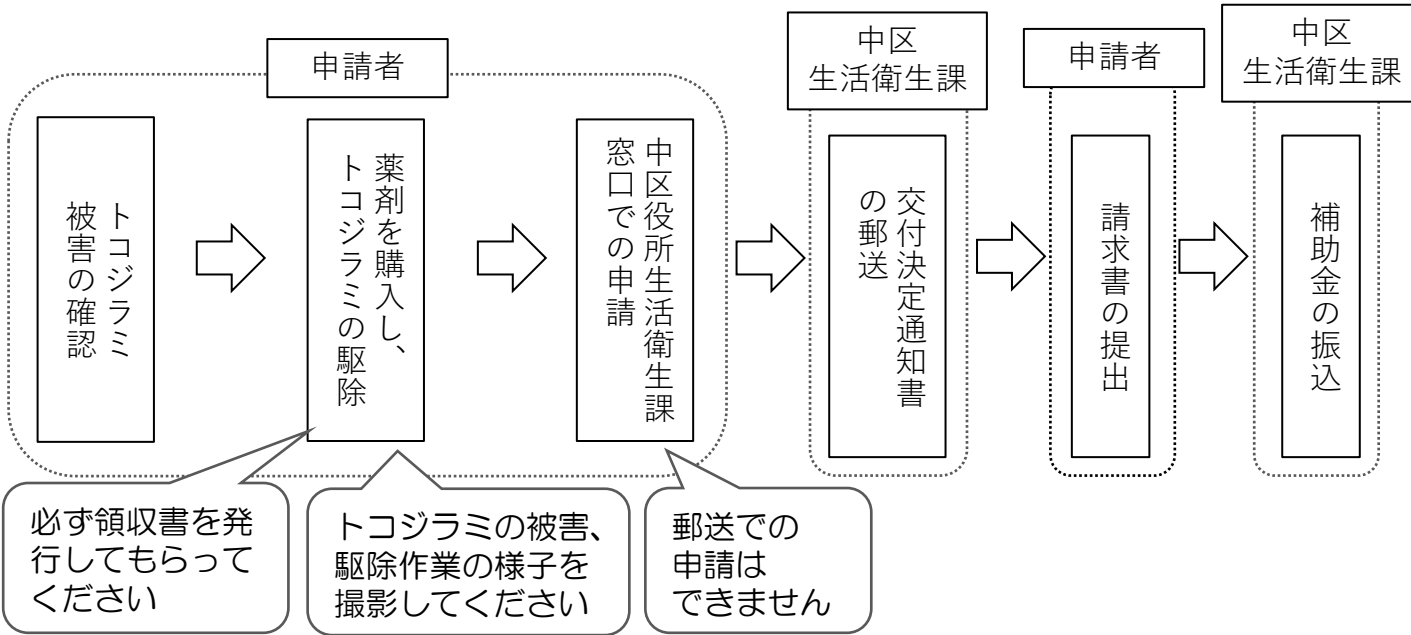 申請者
トコジラミ
被害の確認
薬剤を購入し、
トコジラミの駆除
中区役所生活衛生課
窓口での申請
中区
生活衛生課
交付決定通知書
の郵送
申請者
請求書の提出
中区
生活衛生課
補助金の振込
必ず領収書を発
行してもらって
ください
トコジラミの被害、
駆除作業の様子を
撮影してください
郵送での
申請は
できません